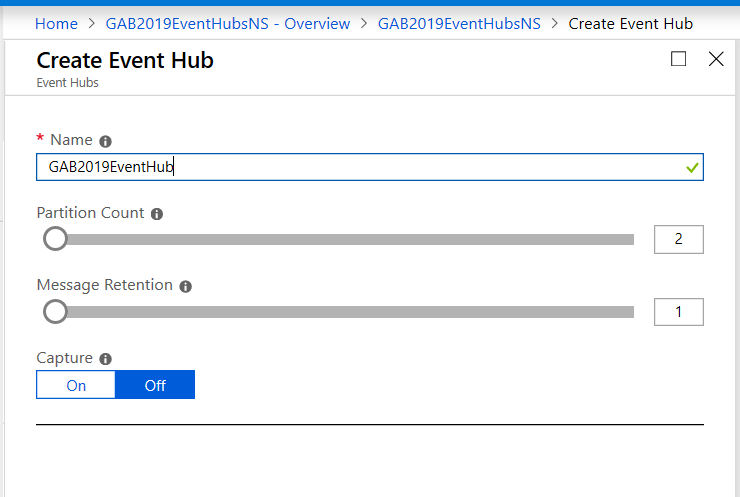 Home > GAB2019EventHubsNS - Overview > GAB2019EventHubsNS > Create Event Hub
Create Event Hub
Event Hubs
* Name
GAB2019EventHub
Partition Count
2
Message Retention
1
Capture
On Off